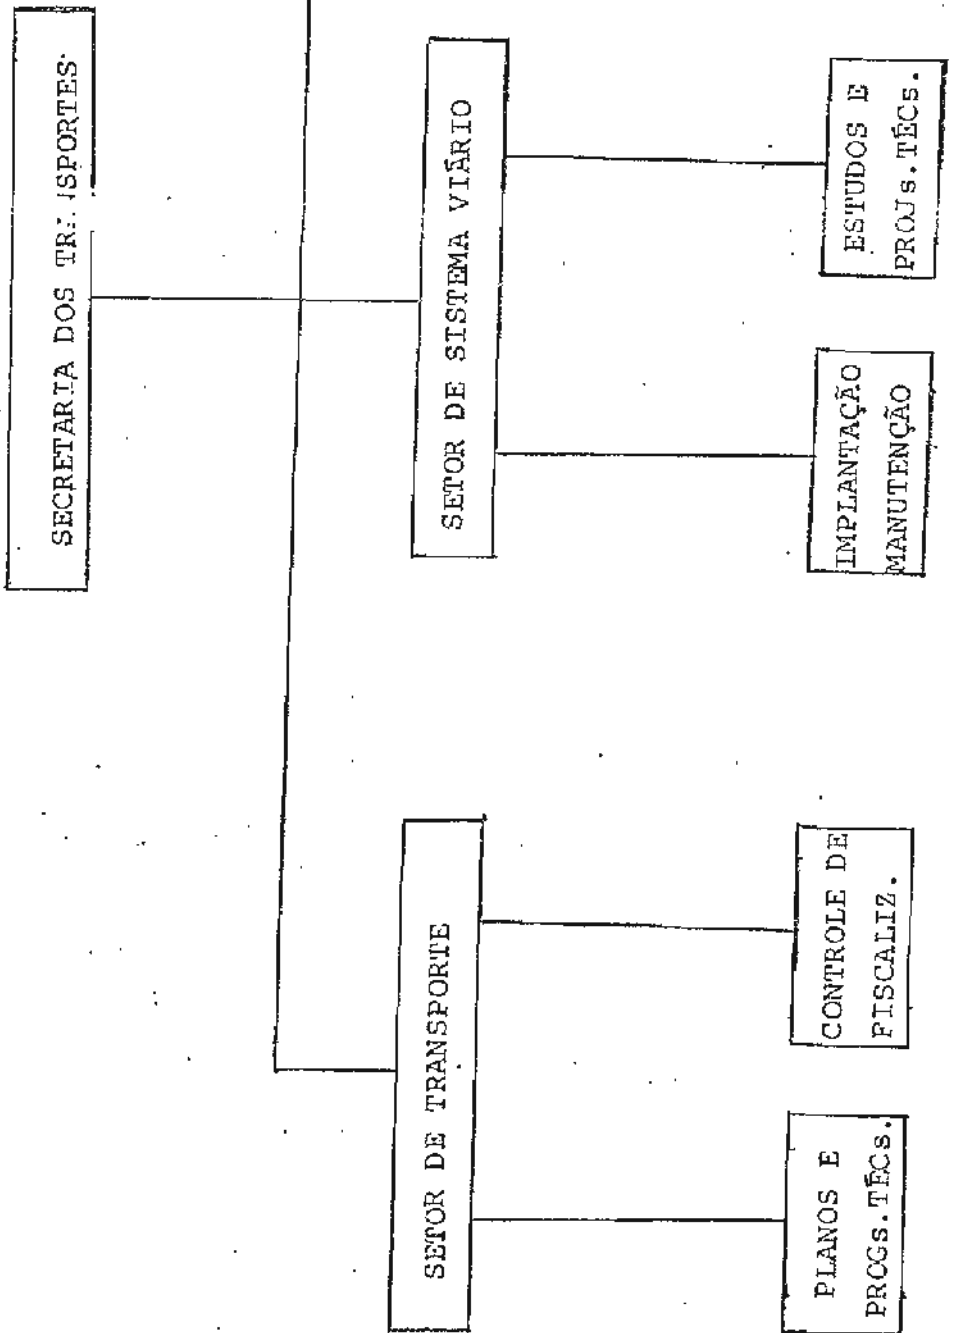 SECRETARIA DOS TRANSPORTES
SETOR DE TRANSPORTE
SETOR DE SISTEMA VIÁRIO
PLANOS E
PROGs.TÉCs.
CONTROLE DE
FISCALIZ.
IMPLANTAÇÃO
MANUTENÇÃO
ESTUDOS E
PROJs.TÉCs.